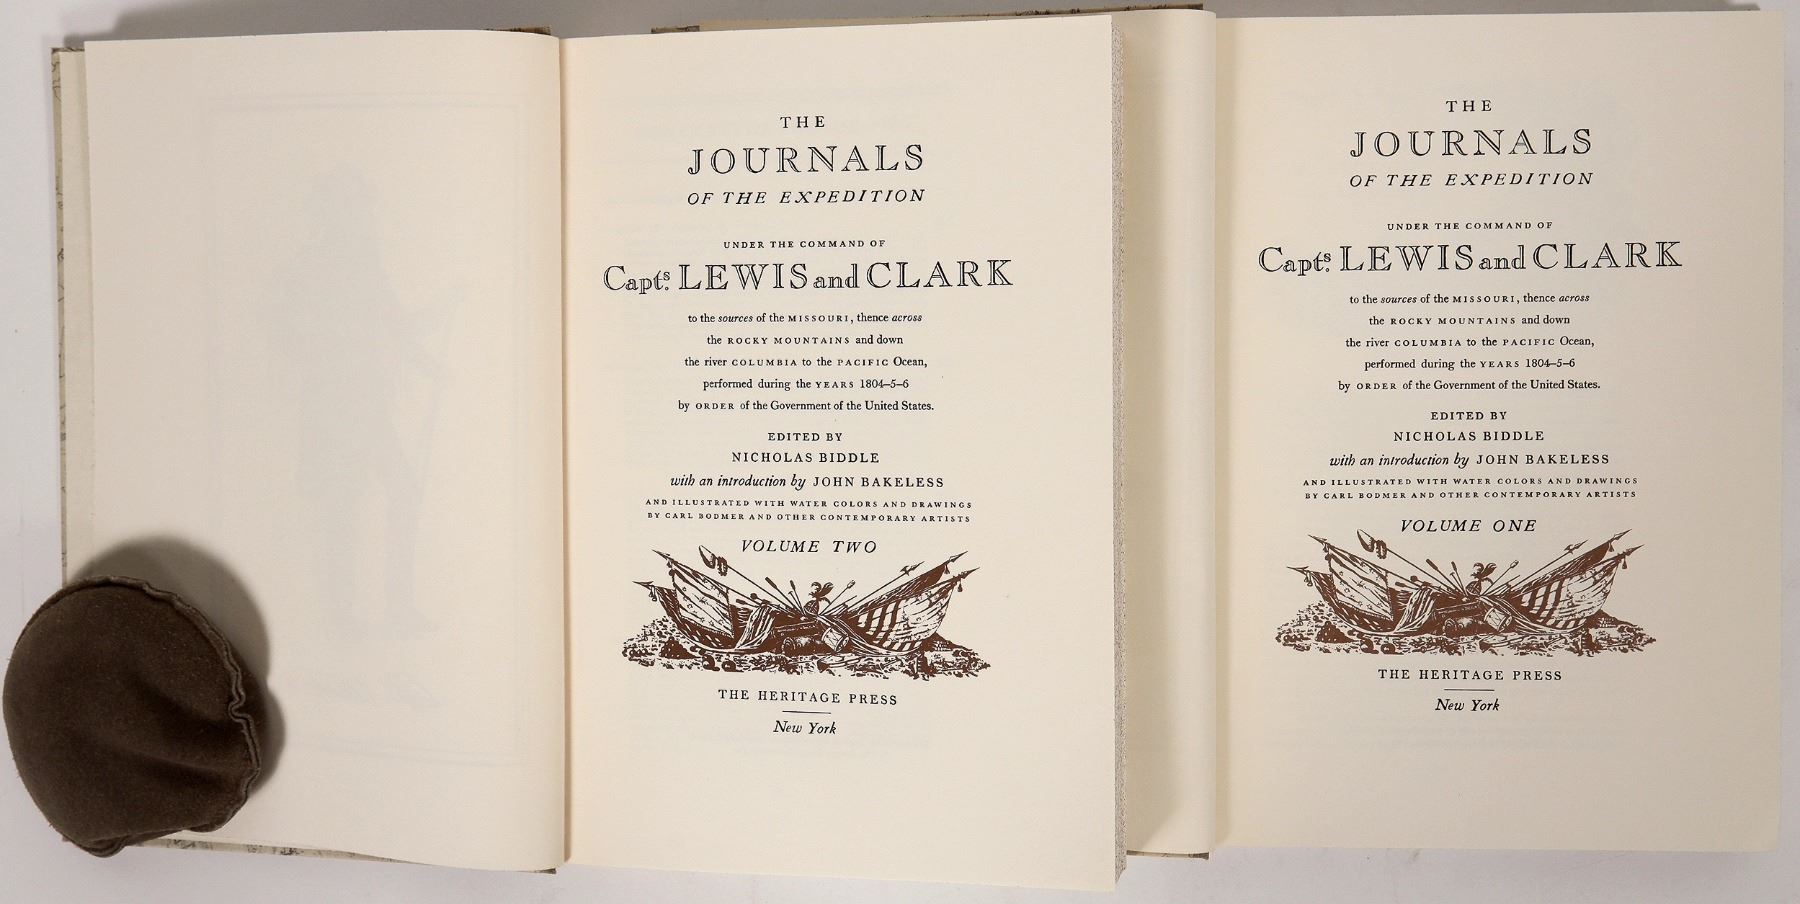 THE
JOURNALS
OF THE EXPEDITION
UNDER THE COMMAND OF
Capts. LEWIS and CLARK
to the sources of the MISSOURI, thence across
the ROCKY MOUNTAINS and down
the river COLUMBIA to the PACIFIC Ocean,
performed during the YEARS 1804–5–6
by ORDER of the Government of the United States.
EDITED BY
NICHOLAS BIDDLE
with an introduction by JOHN BAKELESS
AND ILLUSTRATED WITH WATER COLORS AND DRAWINGS
BY CARL BODMER AND OTHER CONTEMPORARY ARTISTS
VOLUME TWO
THE HERITAGE PRESS
New York
THE
JOURNALS
OF THE EXPEDITION
UNDER THE COMMAND OF
Capts. LEWIS and CLARK
to the sources of the MISSOURI, thence across
the ROCKY MOUNTAINS and down
the river COLUMBIA to the PACIFIC Ocean,
performed during the YEARS 1804–5–6
by ORDER of the Government of the United States.
EDITED BY
NICHOLAS BIDDLE
with an introduction by JOHN BAKELESS
AND ILLUSTRATED WITH WATER COLORS AND DRAWINGS
BY CARL BODMER AND OTHER CONTEMPORARY ARTISTS
VOLUME ONE
THE HERITAGE PRESS
New York